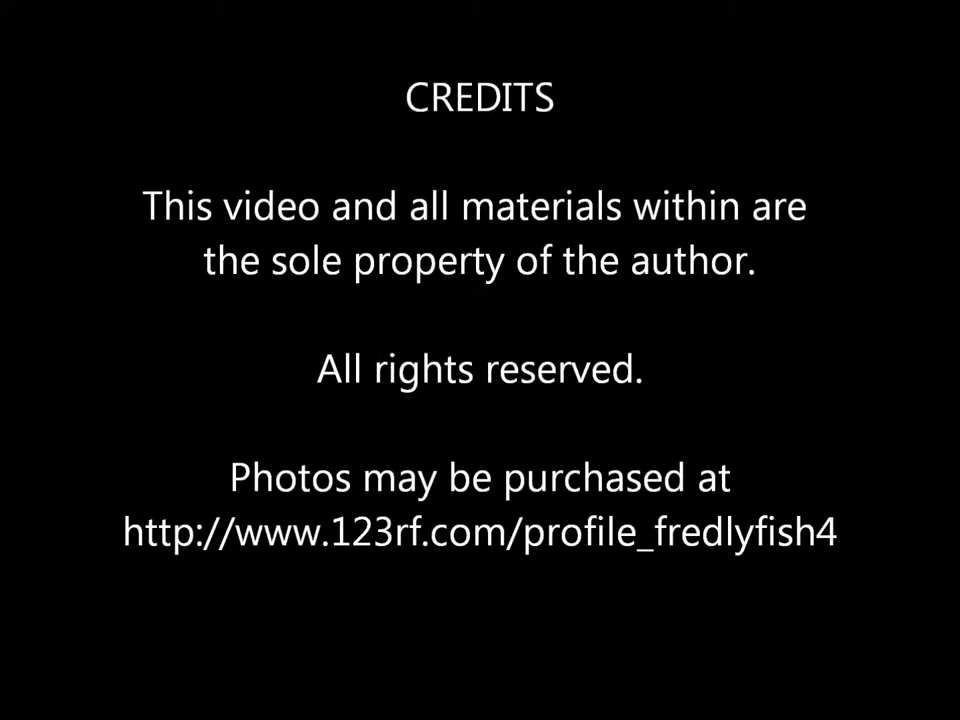 CREDITS
This video and all materials within are
the sole property of the author.
All rights reserved.
Photos may be purchased at
http://www.123rf.com/profile_fredlyfish4